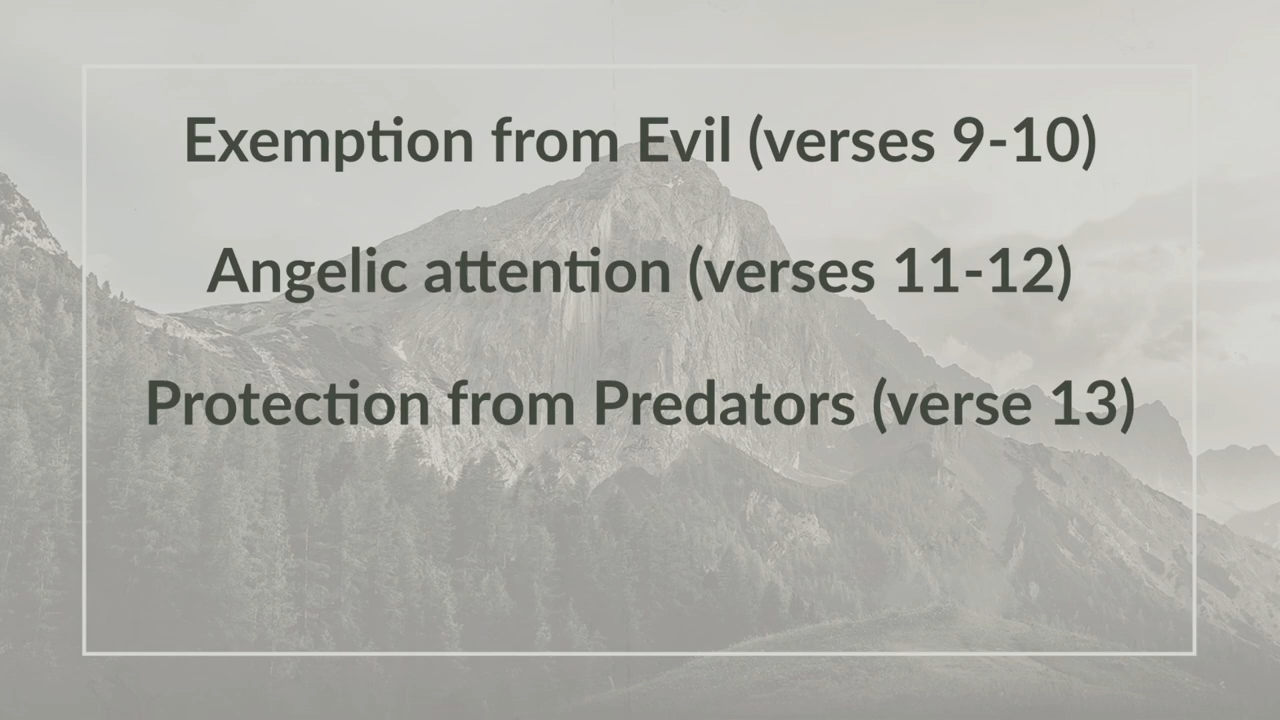 Exemption from Evil (verses 9-10)
Angelic attention (verses 11-12)
Protection from Predators (verse 13)